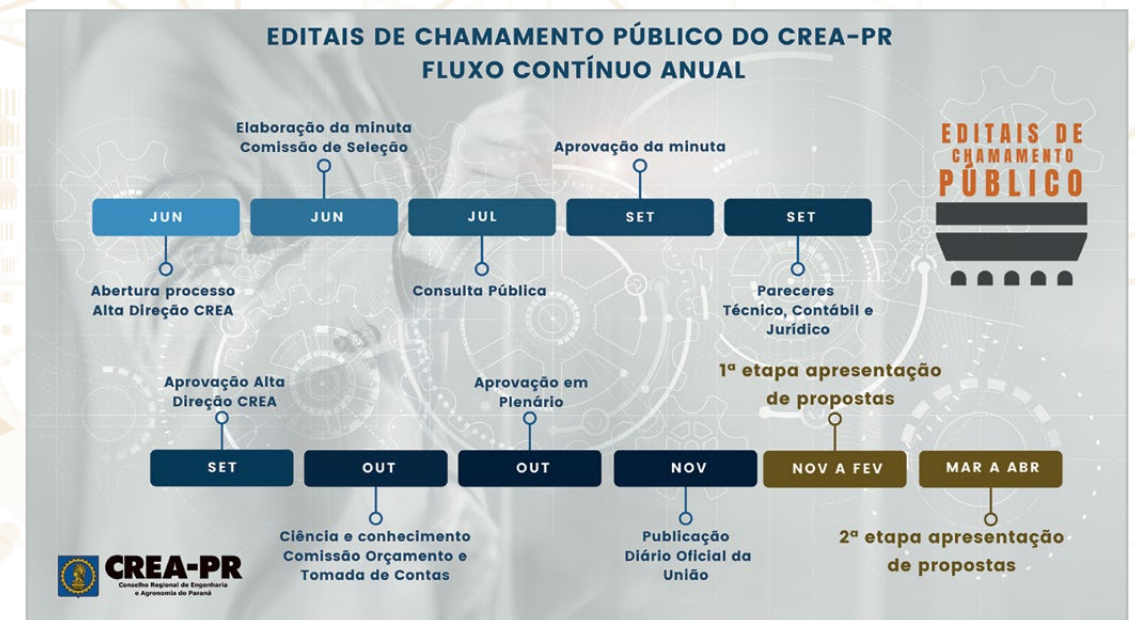 EDITAIS DE CHAMAMENTO PÚBLICO DO CREA-PR
FLUXO CONTÍNUO ANUAL
EDITAIS DE
CHAMAMENTO
PÚBLICO
Elaboração da minuta
Comissão de Seleção
Aprovação da minuta
JUN
JUN
JUL
SET
SET
Abertura processo
Alta Direção CREA
Consulta Pública
Pareceres
Técnico, Contábil e
Jurídico
Aprovação Alta
Direção CREA
Aprovação em
Plenário
1ª etapa apresentação
de propostas
SET
OUT
OUT
NOV
NOV A FEV
MAR A ABR
Ciência e conhecimento
Comissão Orçamento e
Tomada de Contas
Publicação
Diário Oficial da
União
2ª etapa apresentação
de propostas
CREA-PR
Conselho Regional de Engenharia
e Agronomia do Paraná